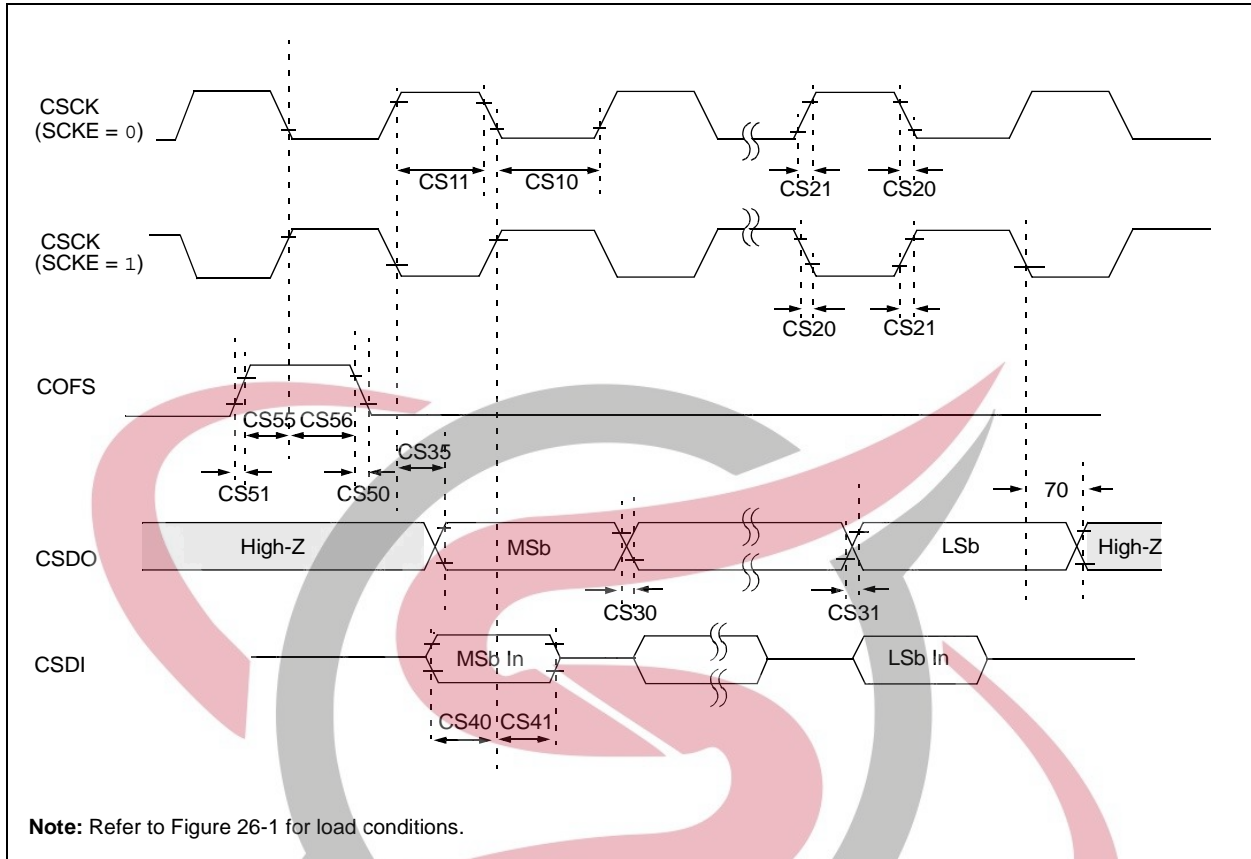 CSCK
(SCKE = 0)
CS11
CS10
CS21
CS20
CSCK
(SCKE = 1)
CS20
CS21
COFS
CS55
CS56
CS35
CS51
CS50
70
CSDO
High-Z
MSb
LSb
High-Z
CS30
CS31
CSDI
MSb In
LSb In
CS40
CS41
Note: Refer to Figure 26-1 for load conditions.